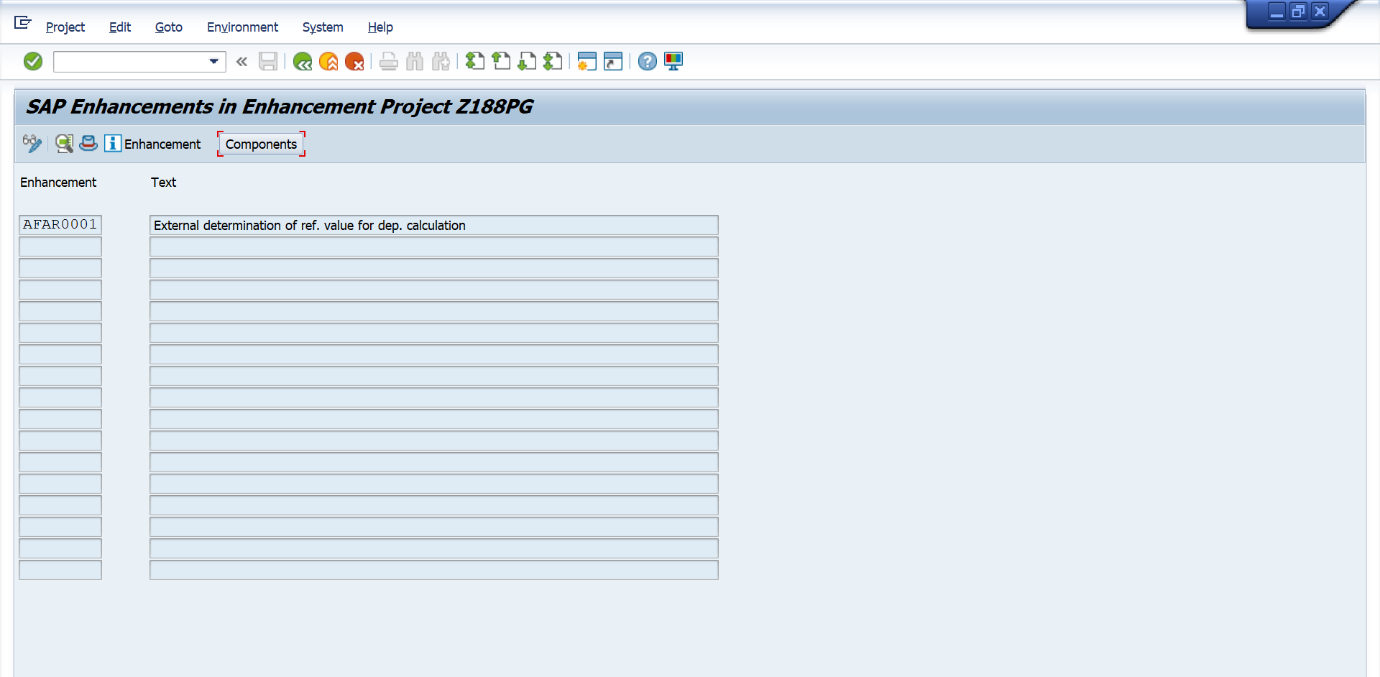 Project Edit Goto Environment System Help
SAP Enhancements in Enhancement Project Z188PG
Enhancement Components
Enhancement Text
AFAR0001 External determination of ref. value for dep. calculation